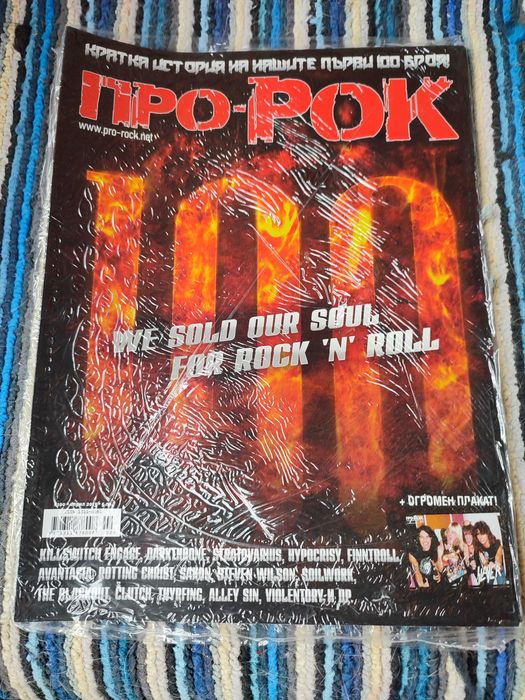 КРАТКА ИСТОРИЯ НА НАШИТЕ ПЪРВИ 100 БРОЯ!
ПРО-РОК
www.pro-rock.net
100
WE SOLD OUR SOUL
FOR ROCK 'N' ROLL
+ ОГРОМЕН ПЛАКАТ!
SLAYER
KILLSWITCH ENGAGE, DARKTHRONE, STRATOVARIUS, HYPOCRISY, FINNTROLL,
AVANTASIA, ROTTING CHRIST, SAXON, STEVEN WILSON, SOILWORK,
THE BLACKOUT, CLUTCH, THYRFING, ALLEY SIN, VIOLENTORY И ДР.